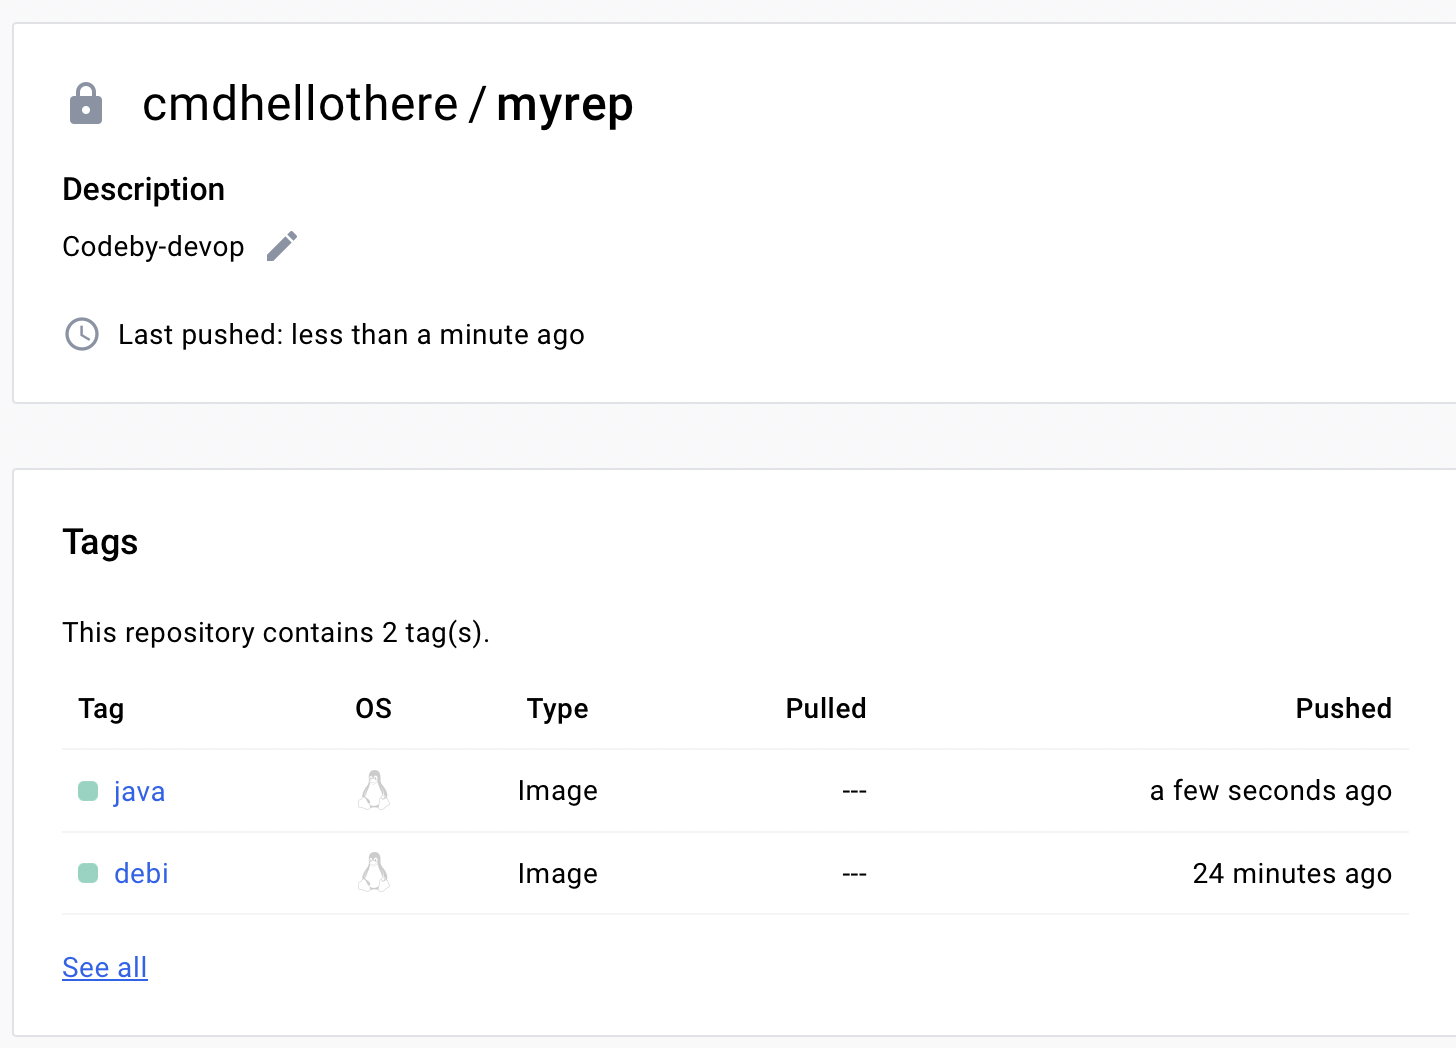 cmdhellothere / myrep
Description
Codeby-devop
Last pushed: less than a minute ago
Tags
This repository contains 2 tag(s).
Tag OS Type Pulled Pushed
java Image --- a few seconds ago
debi Image --- 24 minutes ago
See all